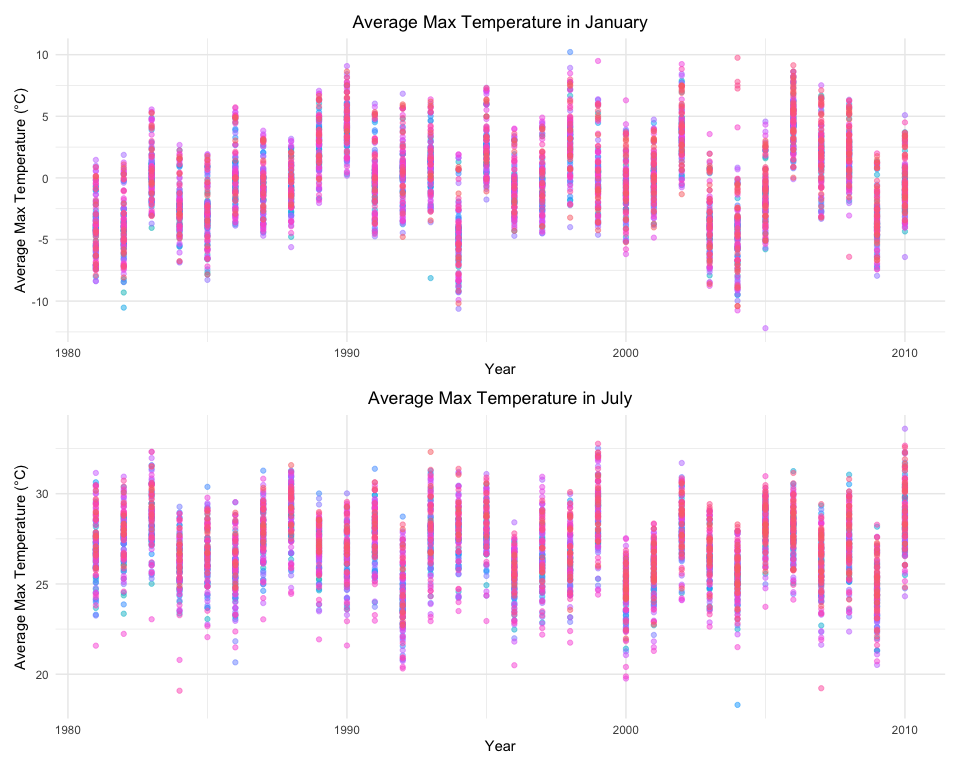 Average Max Temperature in January
Average Max Temperature (°C)
10
5
0
-5
-10
1980
1990
2000
2010
Year
Average Max Temperature in July
Average Max Temperature (°C)
30
25
20
1980
1990
2000
2010
Year